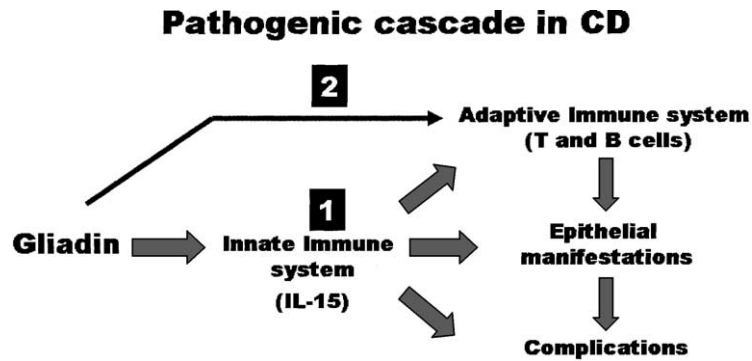 Pathogenic cascade in CD
2
Adaptive Immune system
(T and B cells)
1
Gliadin
Innate Immune
system
(IL-15)
Epithelial
manifestations
Complications